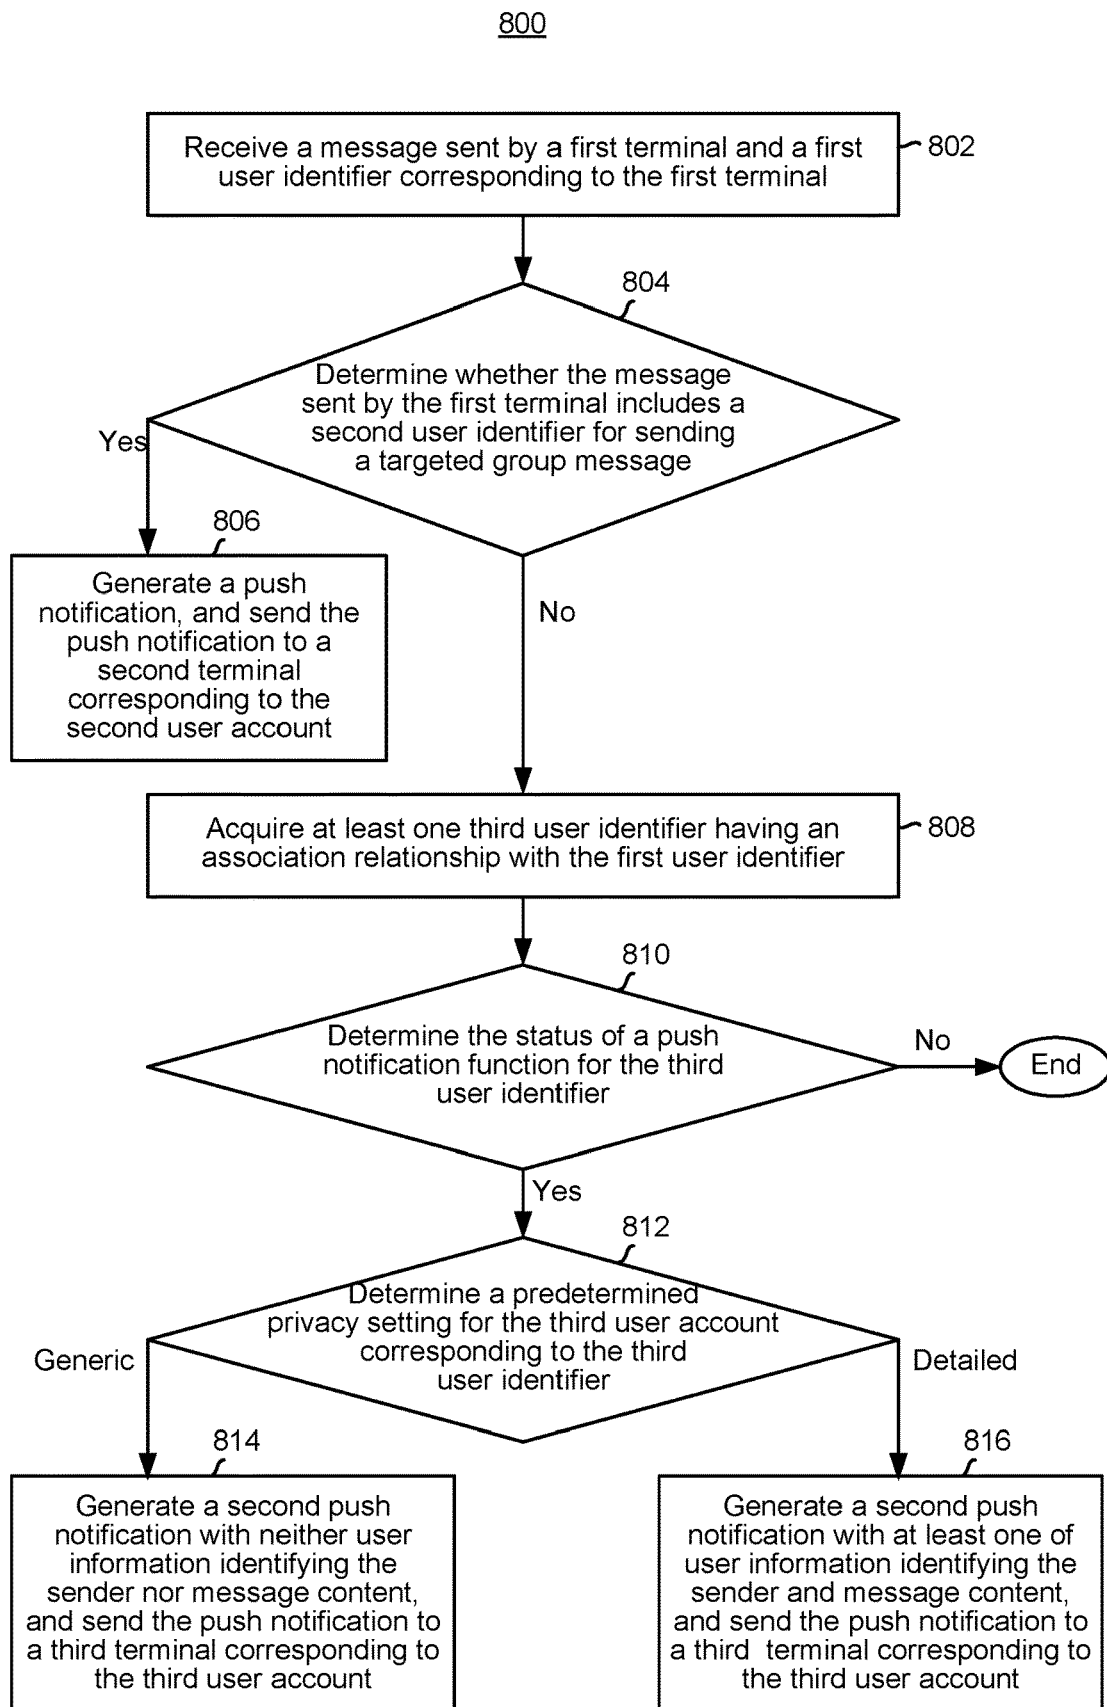 800
Receive a message sent by a first terminal and a first
user identifier corresponding to the first terminal
802
804
Determine whether the message
sent by the first terminal includes a
second user identifier for sending
a targeted group message
Yes
806
Generate a push
notification, and send the
push notification to a
second terminal
corresponding to the
second user account
No
Acquire at least one third user identifier having an
association relationship with the first user identifier
808
810
Determine the status of a push
notification function for the third
user identifier
No
End
Yes
812
Determine a predetermined
privacy setting for the third user account
corresponding to the third
user identifier
Generic
Detailed
814
Generate a second push
notification with neither user
information identifying the
sender nor message content,
and send the push notification to
a third terminal corresponding to
the third user account
816
Generate a second push
notification with at least one of
user information identifying the
sender and message content,
and send the push notification to
a third terminal corresponding to
the third user account